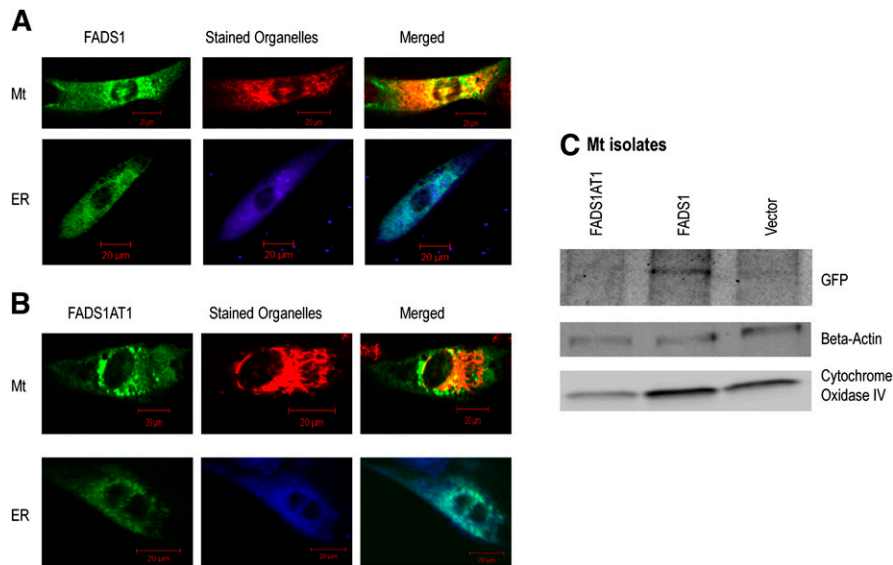 A
FADS1 Stained Organelles Merged
Mt
20 µm 20 µm 20 µm
ER
20 µm 20 µm 20 µm
B
FADS1AT1 Stained Organelles Merged
Mt
20 µm 20 µm 20 µm
ER
20 µm 20 µm 20 µm
C Mt isolates
FADS1AT1 FADS1 Vector
GFP
Beta-Actin
Cytochrome
Oxidase IV